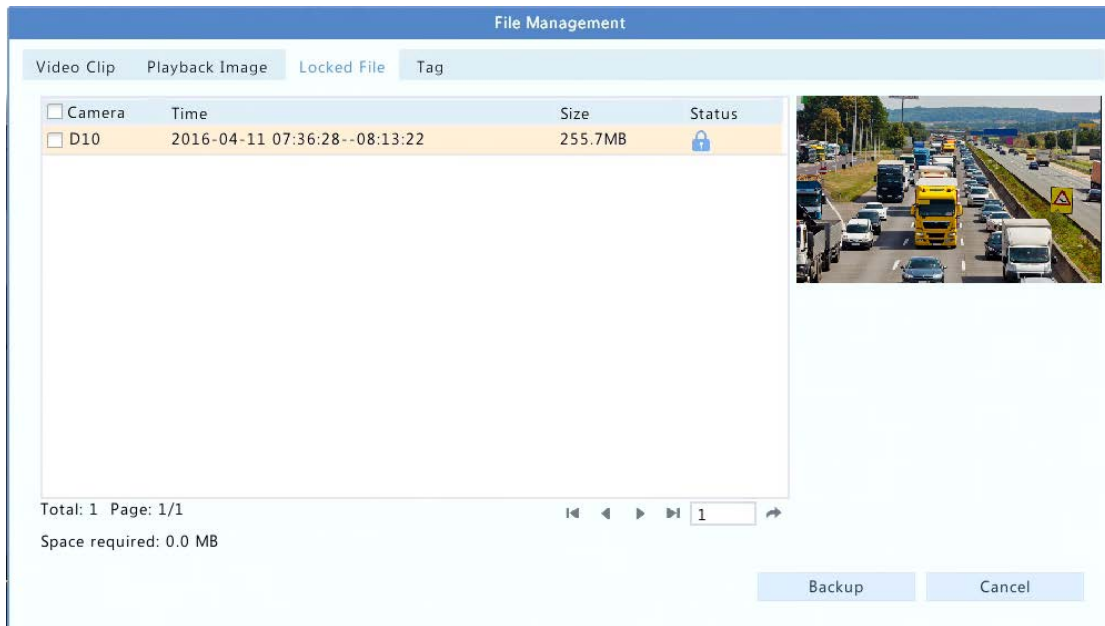 File Management
Video Clip Playback Image Locked File Tag
Camera Time Size Status
D10 2016-04-11 07:36:28--08:13:22 255.7MB
Total: 1 Page: 1/1
1
Space required: 0.0 MB
Backup Cancel